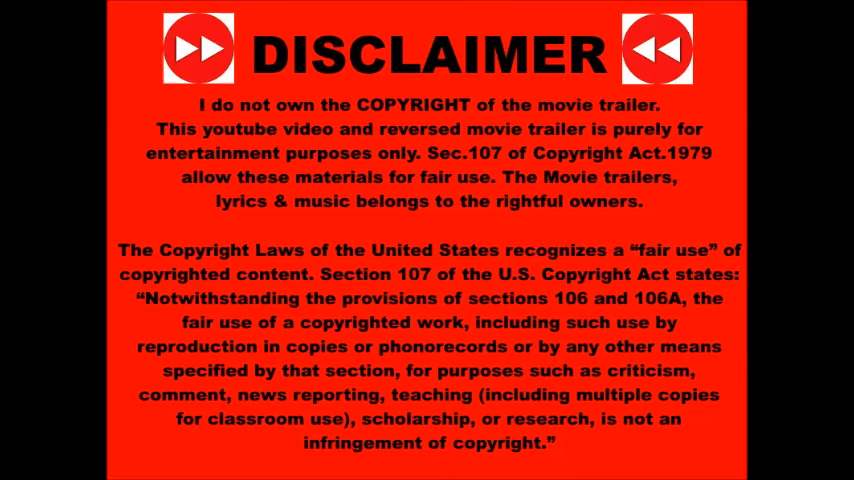 DISCLAIMER
I do not own the COPYRIGHT of the movie trailer.
This youtube video and reversed movie trailer is purely for
entertainment purposes only. Sec.107 of Copyright Act.1979
allow these materials for fair use. The Movie trailers,
lyrics & music belongs to the rightful owners.
The Copyright Laws of the United States recognizes a “fair use” of
copyrighted content. Section 107 of the U.S. Copyright Act states:
“Notwithstanding the provisions of sections 106 and 106A, the
fair use of a copyrighted work, including such use by
reproduction in copies or phonorecords or by any other means
specified by that section, for purposes such as criticism,
comment, news reporting, teaching (including multiple copies
for classroom use), scholarship, or research, is not an
infringement of copyright.”